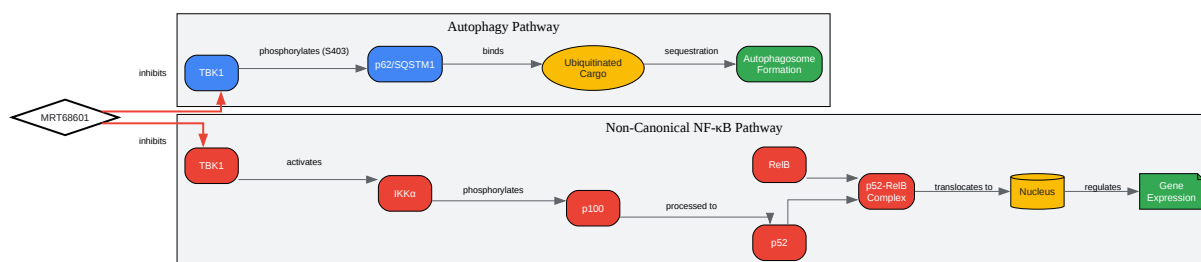 Autophagy Pathway
inhibits
TBK1
phosphorylates (S403)
p62/SQSTM1
binds
Ubiquitinated
Cargo
sequestration
Autophagosome
Formation
MRT68601
inhibits
Non-Canonical NF-κB Pathway
TBK1
activates
IKKα
phosphorylates
p100
processed to
RelB
p52
p52-RelB
Complex
translocates to
Nucleus
regulates
Gene
Expression